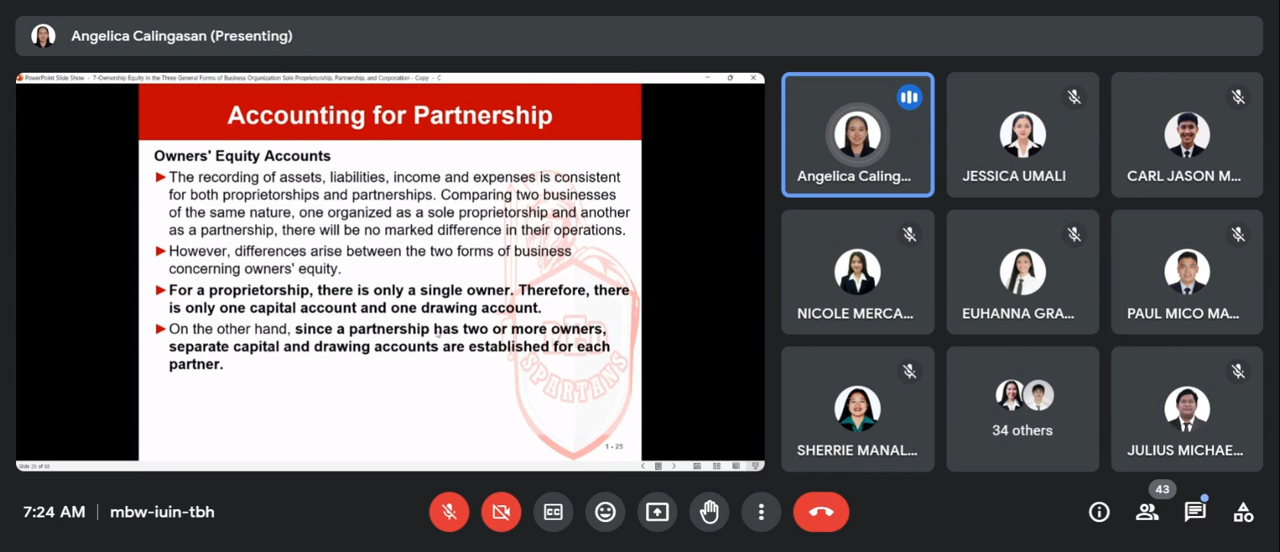 Angelica Calingasan (Presenting)
PowerPoint Slide Show - 7-Ownership Equity in the Three General Forms of Business Organization Sole Proprietorship, Partnership, and Corporation - Copy - C
Accounting for Partnership
Owners' Equity Accounts
The recording of assets, liabilities, income and expenses is consistent
for both proprietorships and partnerships. Comparing two businesses
of the same nature, one organized as a sole proprietorship and another
as a partnership, there will be no marked difference in their operations.
However, differences arise between the two forms of business
concerning owners' equity.
For a proprietorship, there is only a single owner. Therefore, there
is only one capital account and one drawing account.
On the other hand, since a partnership has two or more owners,
separate capital and drawing accounts are established for each
partner.
SPARTANS
1 - 25
Angelica Caling...
JESSICA UMALI
CARL JASON M...
NICOLE MERCA...
EUHANNA GRA...
PAUL MICO MA...
SHERRIE MANAL...
34 others
JULIUS MICHAE...
7:24 AM
mbw-iuin-tbh
CC
43